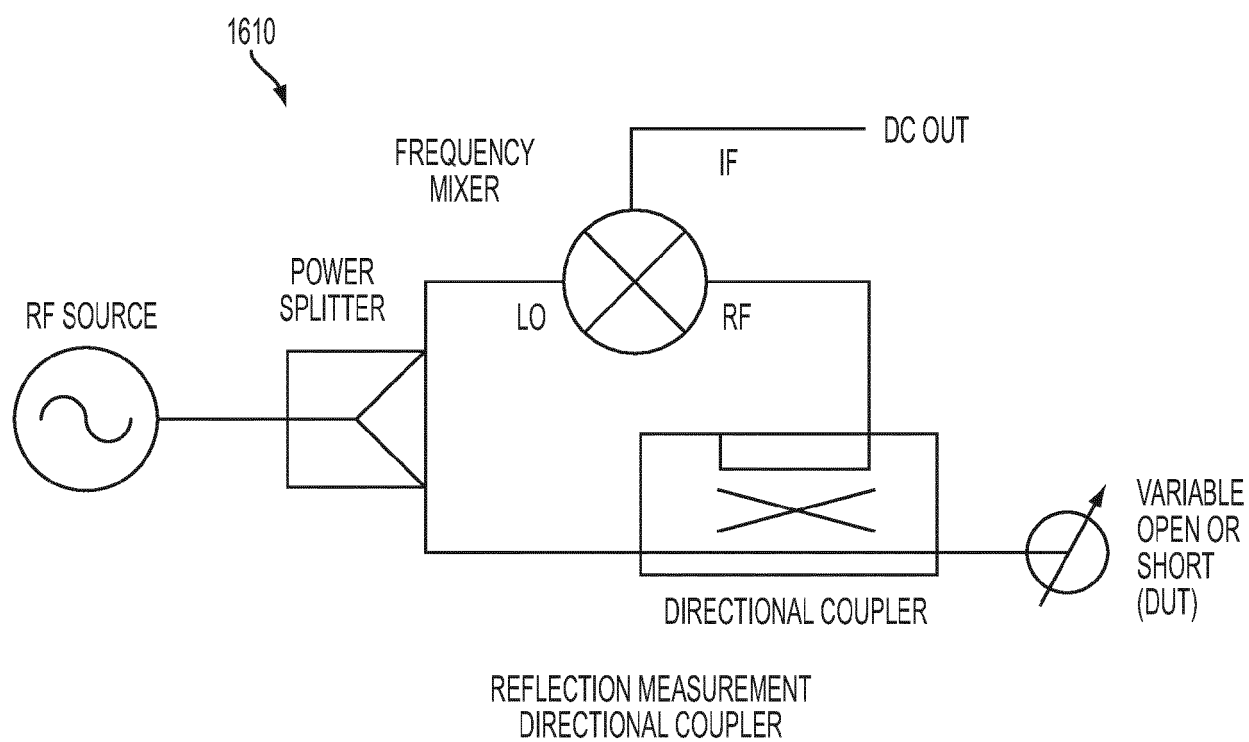 1610
FREQUENCY
MIXER
DC OUT
IF
POWER
SPLITTER
RF SOURCE
LO
RF
VARIABLE
OPEN OR
SHORT
(DUT)
DIRECTIONAL COUPLER
REFLECTION MEASUREMENT
DIRECTIONAL COUPLER